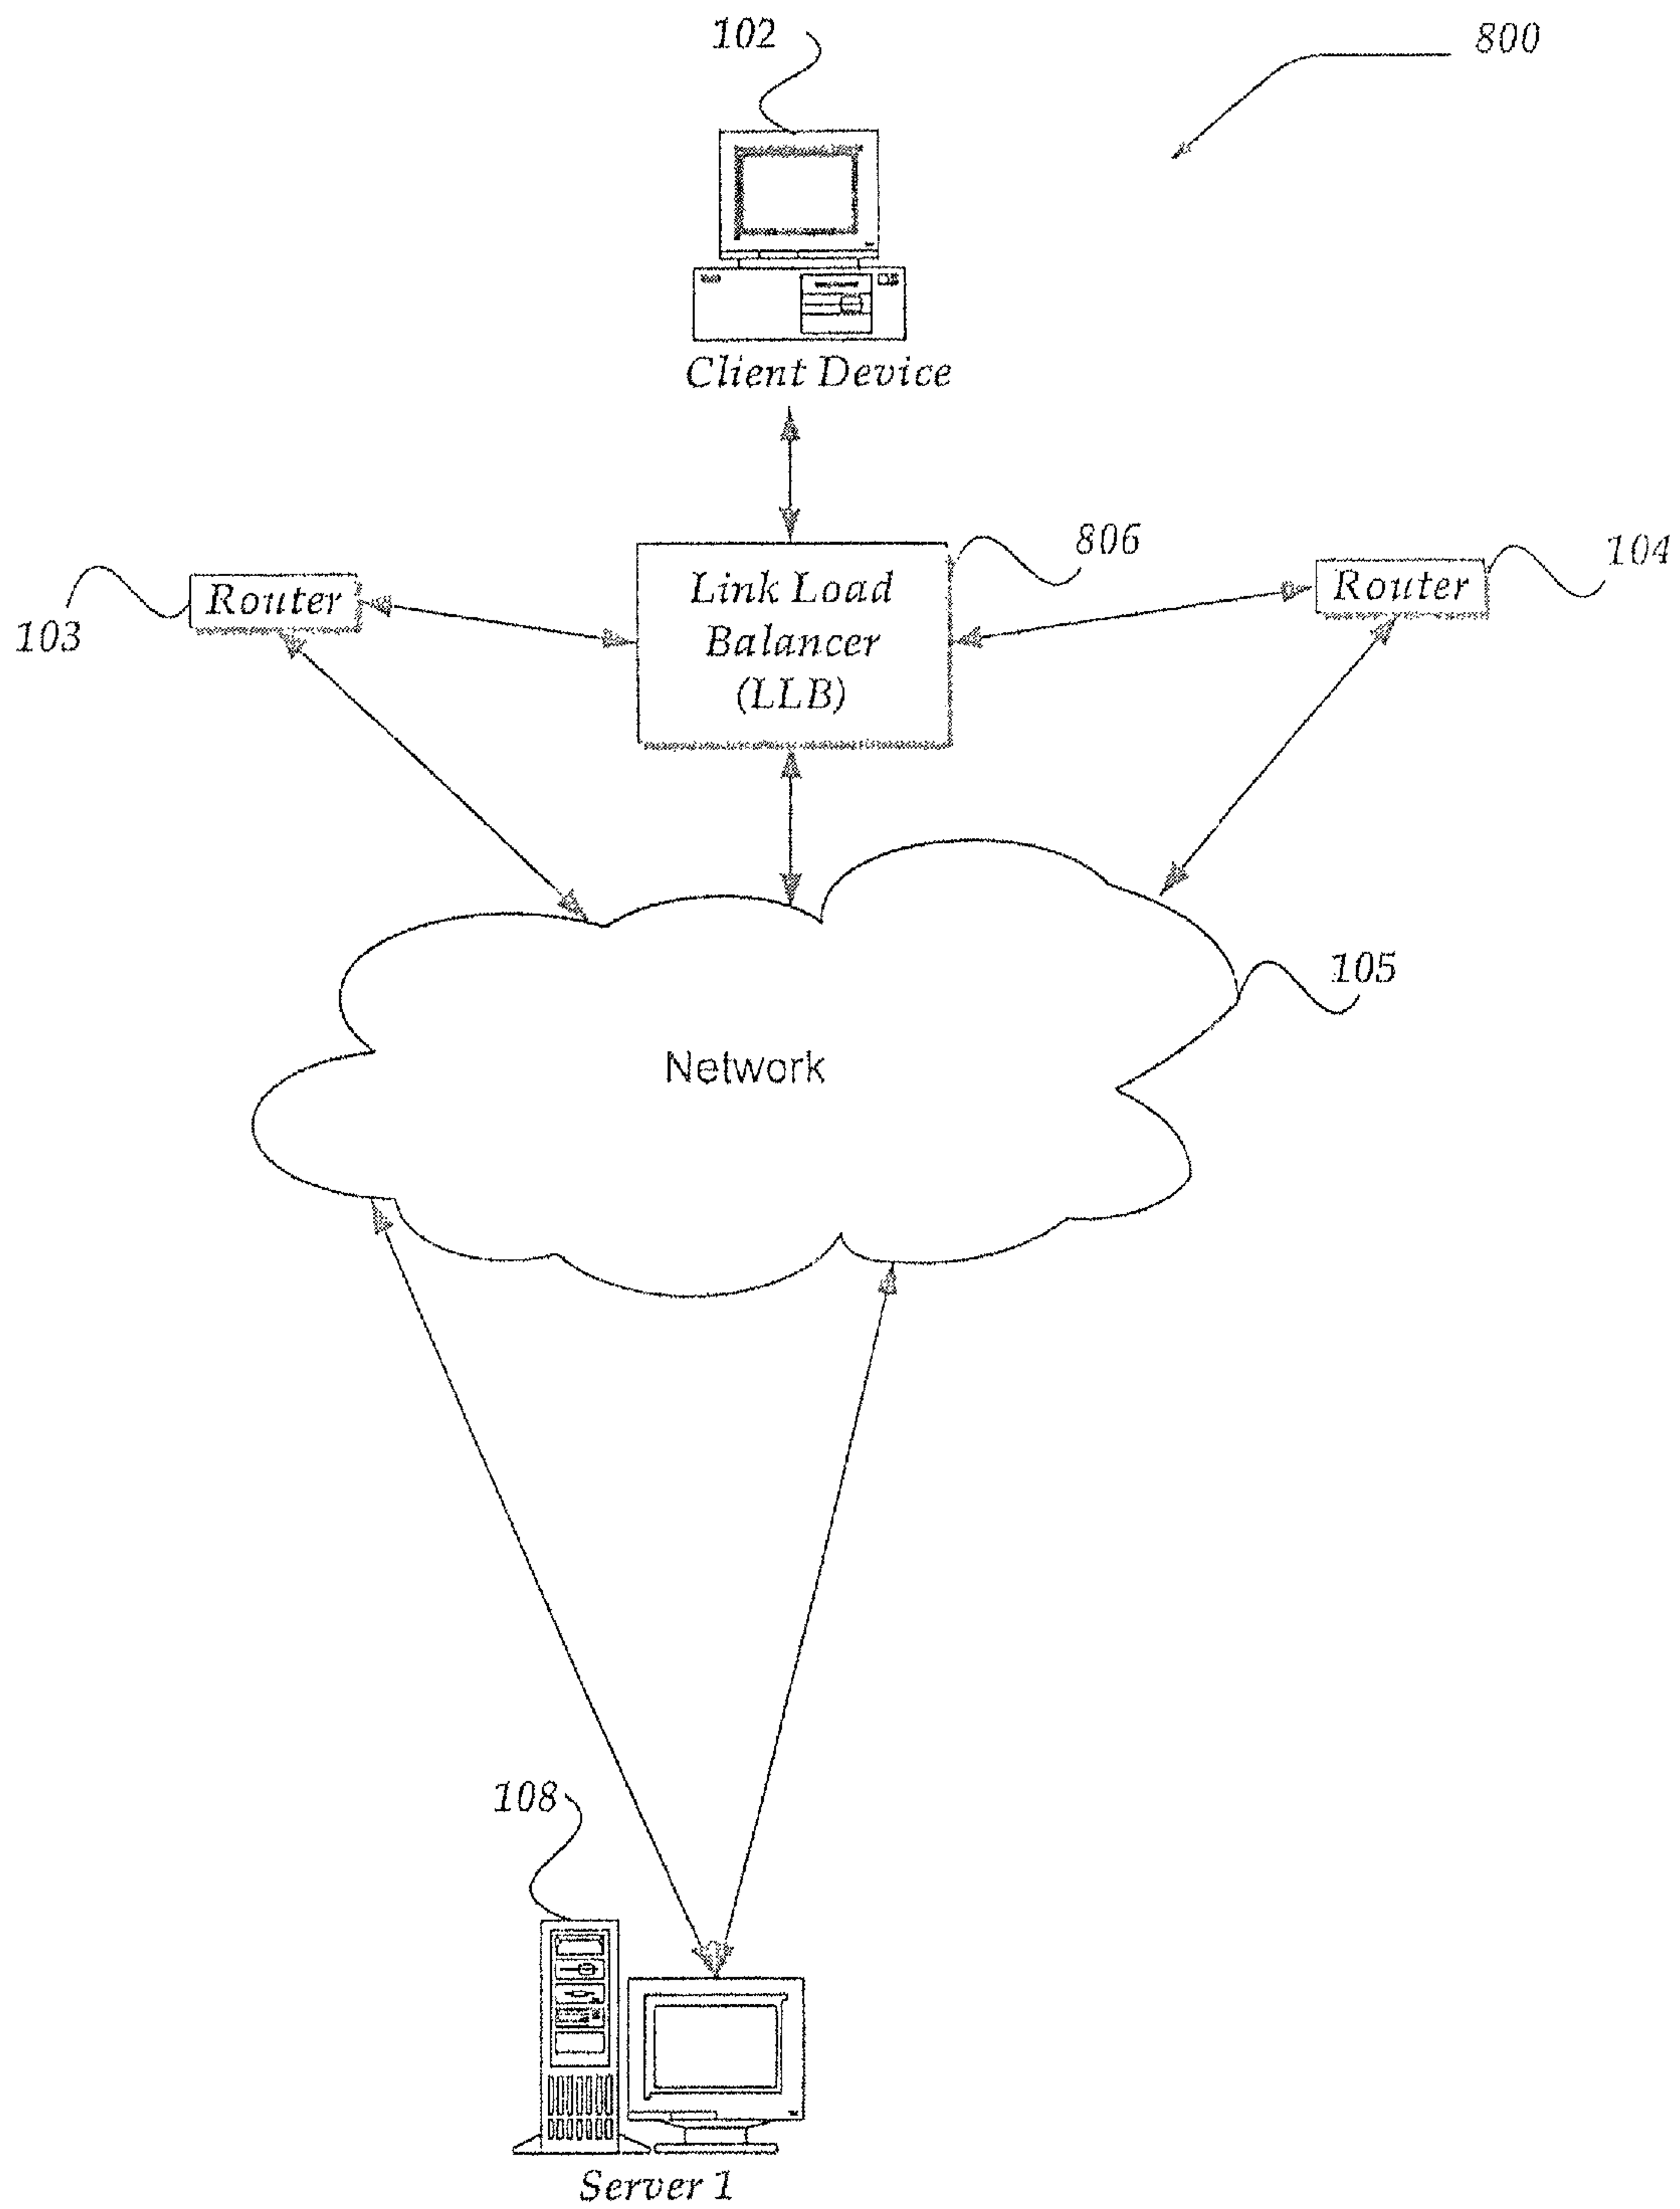 102
800
Client Device
806
104
Link Load
Balancer
(LLB)
Router
Router
103
105
Network
108
Server 1